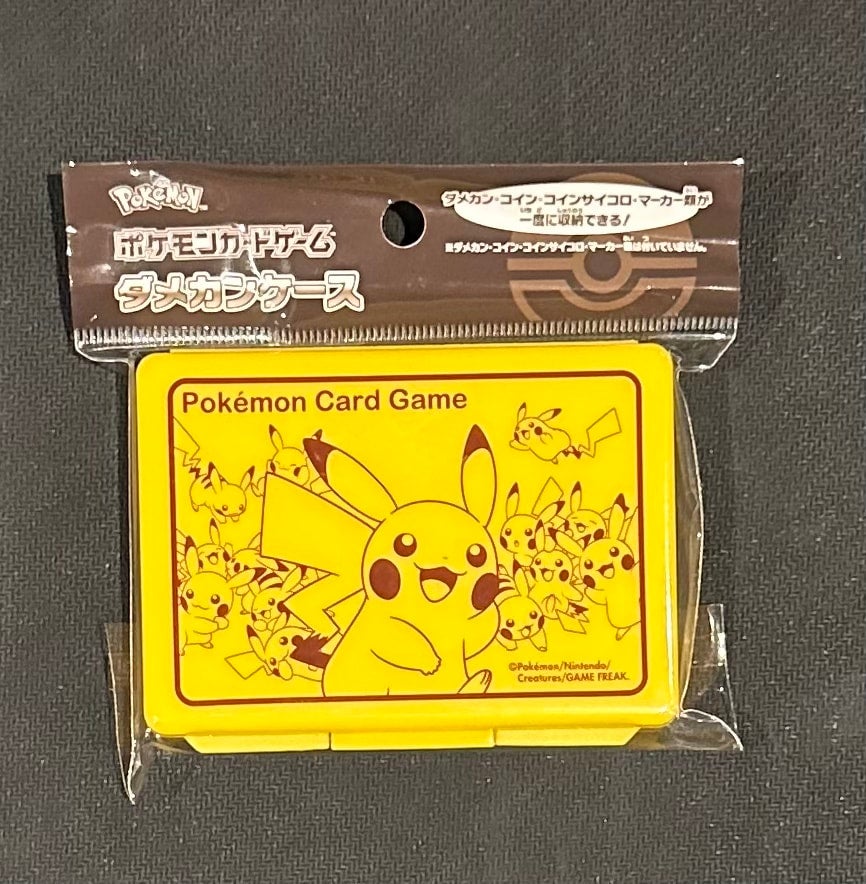 Pokémon™
ポケモンカードゲーム
ダメカンケース
ダメカン・コイン・コインサイコロ・マーカー類が
一度に収納できる!
※ダメカン・コイン・コインサイコロ・マーカー類は付いていません。
Pokémon Card Game
©Pokémon/Nintendo/
Creatures/GAME FREAK.